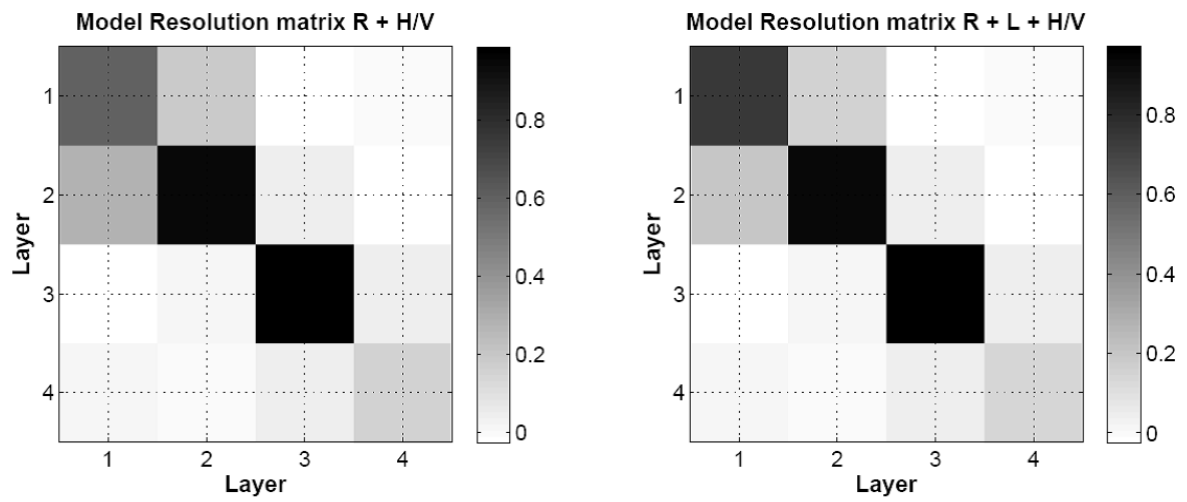 Model Resolution matrix R + H/V
1
2
3
4
Layer
1 2 3 4
Layer
0.8
0.6
0.4
0.2
0
Model Resolution matrix R + L + H/V
1
2
3
4
Layer
1 2 3 4
Layer
0.8
0.6
0.4
0.2
0